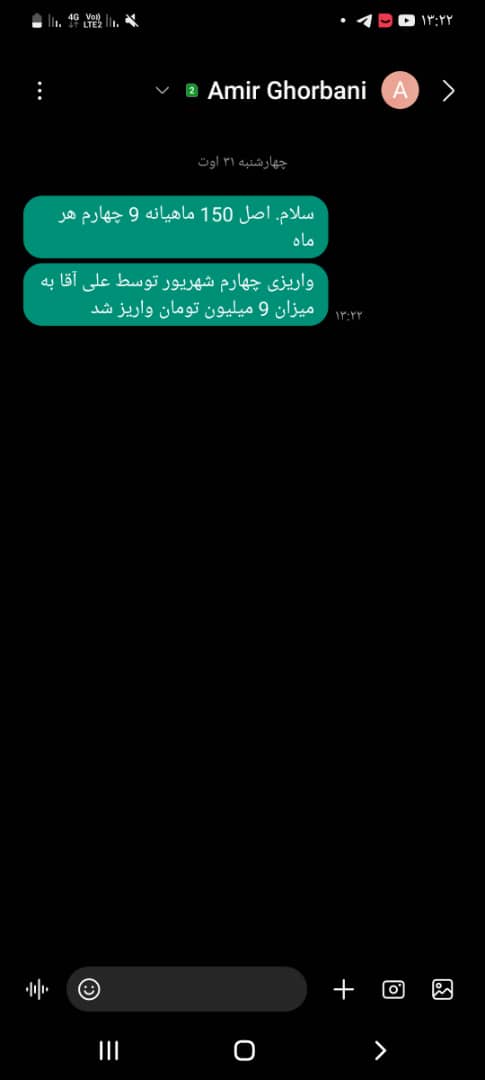 4G
Vo))
LTE2
۱۳:۲۲
2
Amir Ghorbani
A
چهارشنبه ۳۱ اوت
سلام. اصل 150 ماهیانه 9 چهارم هر
ماه
واریزی چهارم شهریور توسط علی آقا به
میزان 9 میلیون تومان واریز شد
۱۳:۲۲